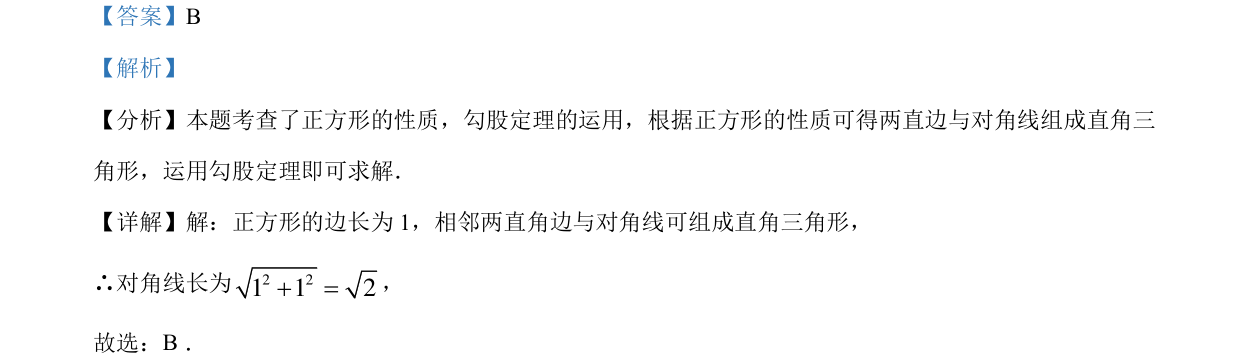 【答案】B
【解析】
【分析】本题考查了正方形的性质，勾股定理的运用，根据正方形的性质可得两直边与对角线组成直角三
角形，运用勾股定理即可求解．
【详解】解：正方形的边长为 1，相邻两直角边与对角线可组成直角三角形，
∴对角线长为√(1²+1²) = √2，
故选：B．